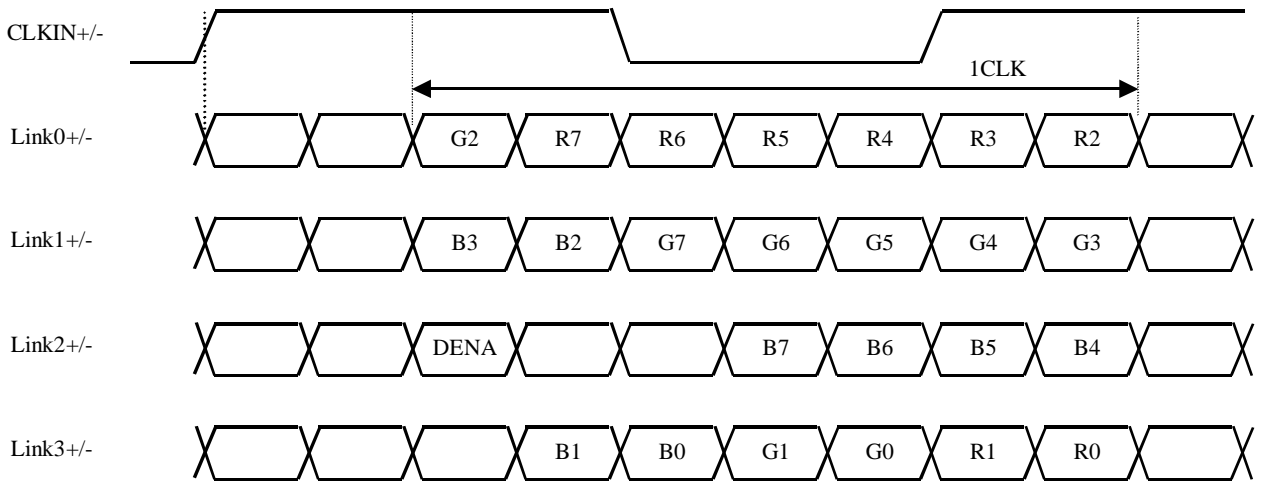 CLKIN+/-
1CLK
Link0+/- G2 R7 R6 R5 R4 R3 R2
Link1+/- B3 B2 G7 G6 G5 G4 G3
Link2+/- DENA B7 B6 B5 B4
Link3+/- B1 B0 G1 G0 R1 R0